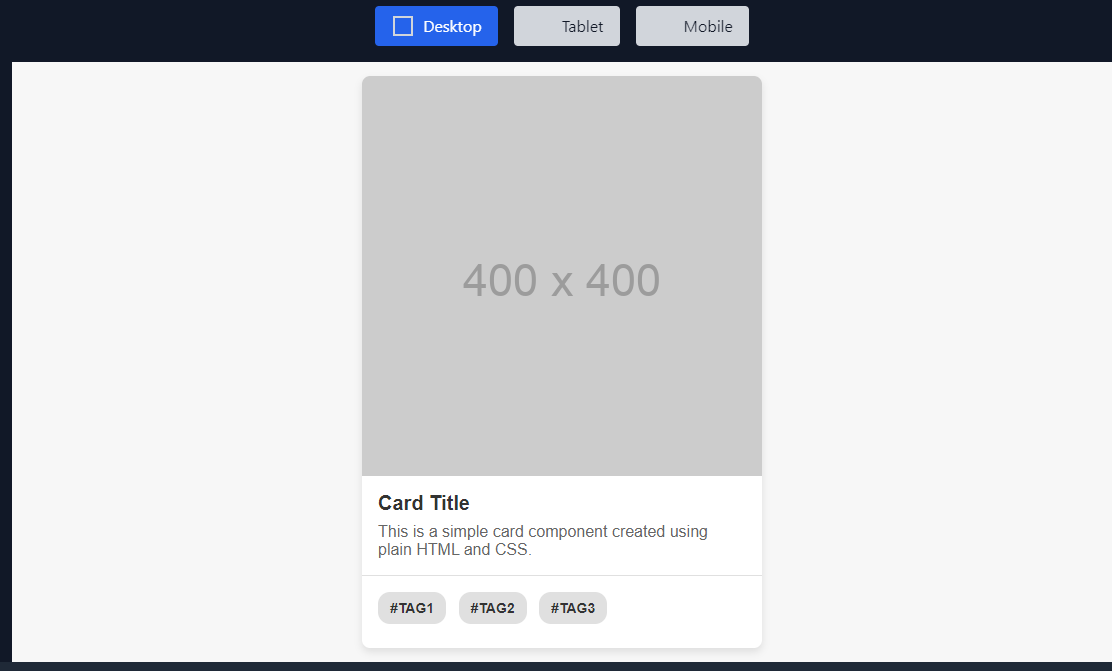 Desktop Tablet Mobile
400 x 400
Card Title
This is a simple card component created using
plain HTML and CSS.
#TAG1 #TAG2 #TAG3